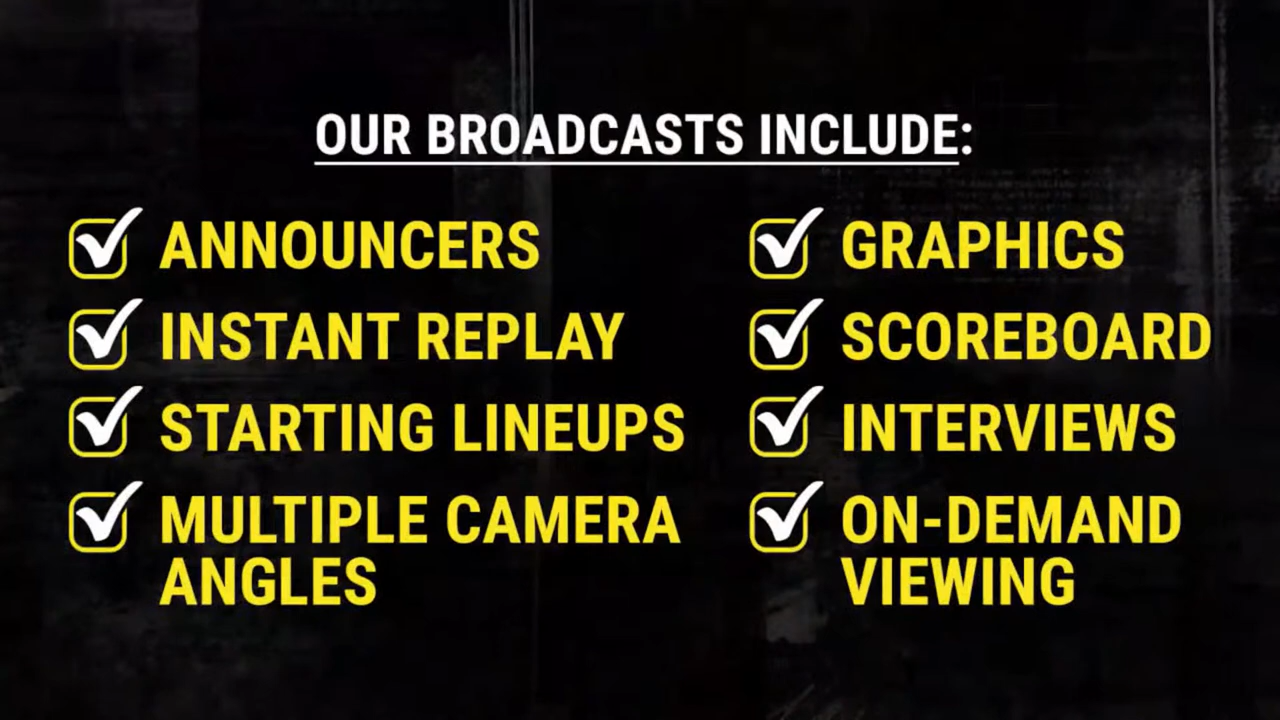 OUR BROADCASTS INCLUDE:
ANNOUNCERS
INSTANT REPLAY
STARTING LINEUPS
MULTIPLE CAMERA
ANGLES
GRAPHICS
SCOREBOARD
INTERVIEWS
ON-DEMAND
VIEWING